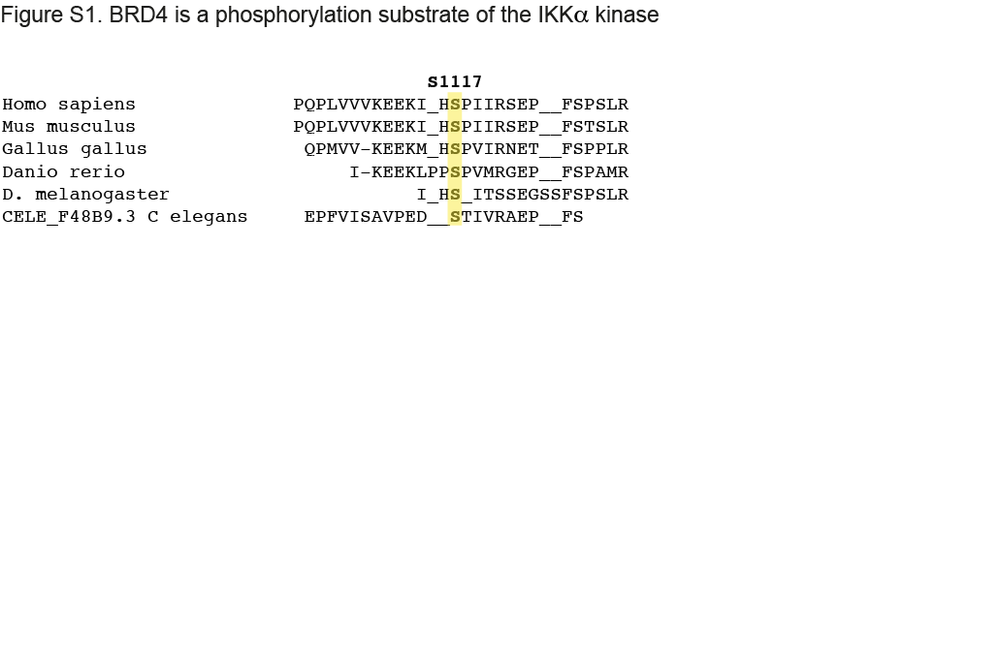 Figure S1. BRD4 is a phosphorylation substrate of the IKKα kinase
S1117
Homo sapiens PQPLVVVKEEKI_HSPIIRSEP__FSPSLR
Mus musculus PQPLVVVKEEKI_HSPIIRSEP__FSTSLR
Gallus gallus QPMVV-KEEKM_HSPVIRNET__FSPPLR
Danio rerio I-KEEKLPPSPVMRGEP__FSPAMR
D. melanogaster I_HS_ITSSEGSSFSPSLR
CELE_F48B9.3 C elegans EPFVISAVPED__STIVRAEP__FS